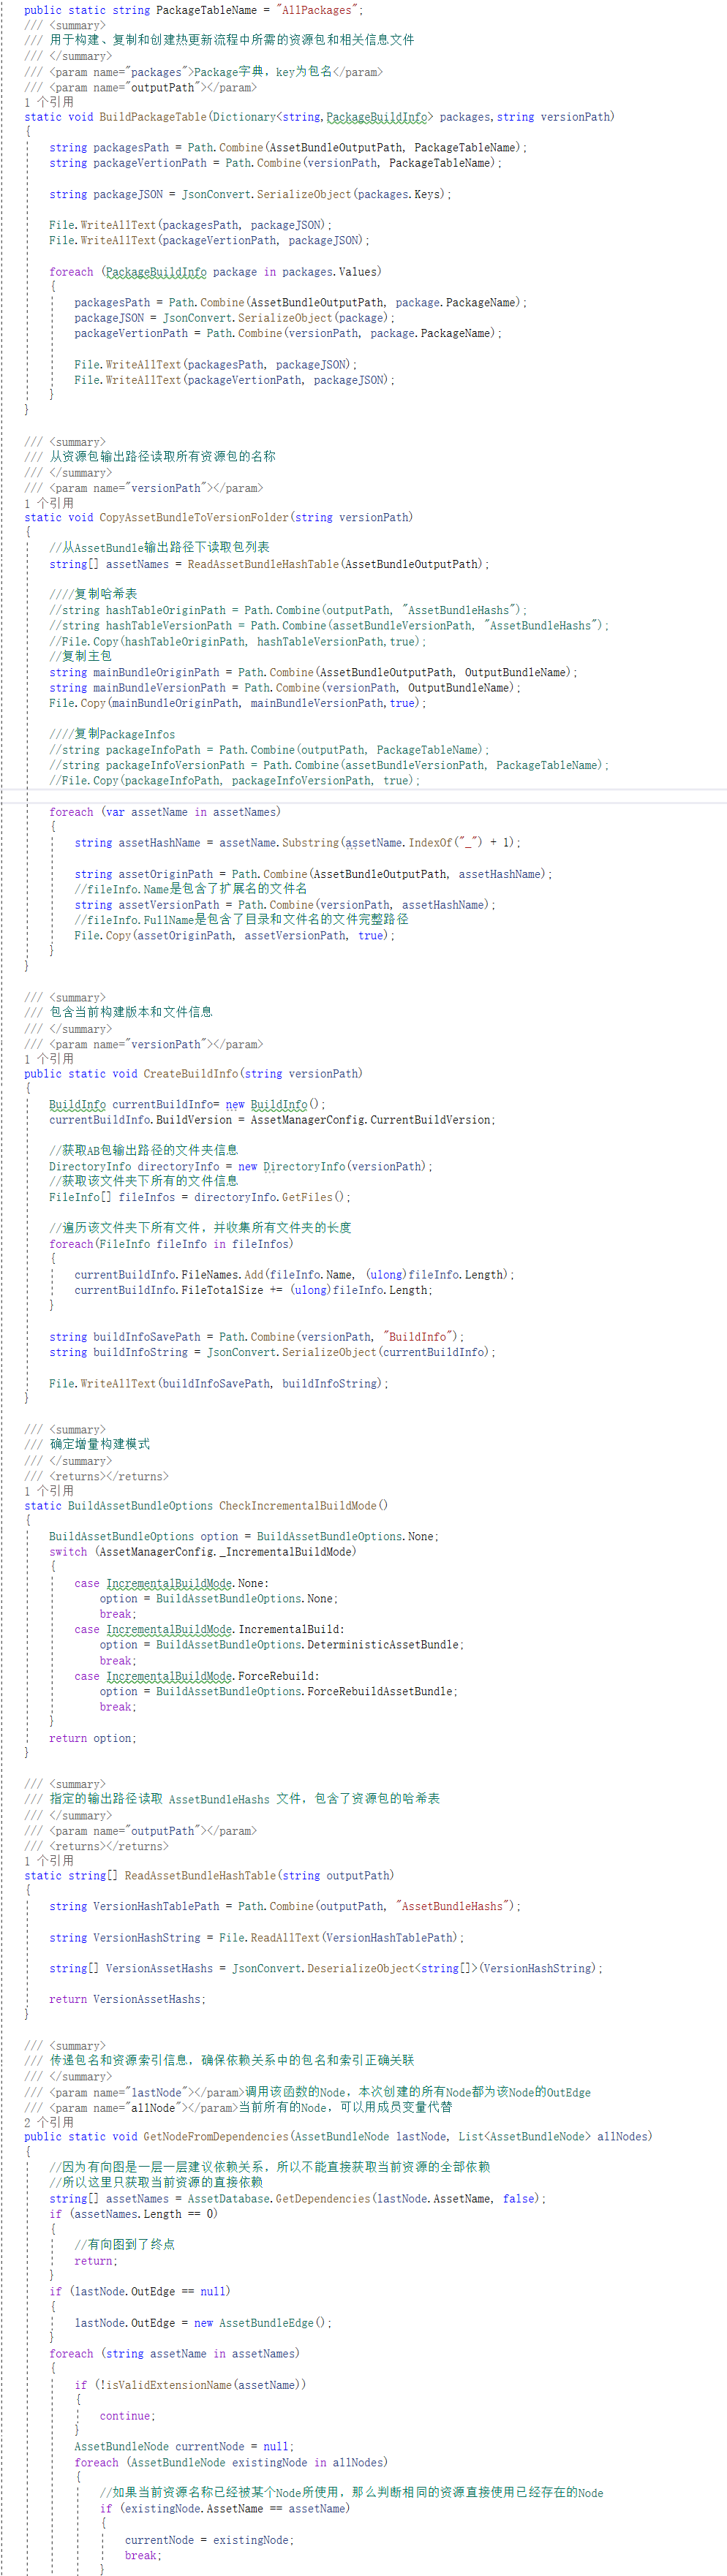 public static string PackageTableName = "AllPackages";
/// <summary>
/// 用于构建、复制和创建热更新流程中所需的资源包和相关信息文件
/// </summary>
/// <param name="packages">Package字典，key为包名</param>
/// <param name="outputPath"></param>
1 个引用
static void BuildPackageTable(Dictionary<string,PackageBuildInfo> packages,string versionPath)
{
string packagesPath = Path.Combine(AssetBundleOutputPath, PackageTableName);
string packageVertionPath = Path.Combine(versionPath, PackageTableName);
string packageJSON = JsonConvert.SerializeObject(packages.Keys);
File.WriteAllText(packagesPath, packageJSON);
File.WriteAllText(packageVertionPath, packageJSON);
foreach (PackageBuildInfo package in packages.Values)
{
packagesPath = Path.Combine(AssetBundleOutputPath, package.PackageName);
packageJSON = JsonConvert.SerializeObject(package);
packageVertionPath = Path.Combine(versionPath, package.PackageName);
File.WriteAllText(packagesPath, packageJSON);
File.WriteAllText(packageVertionPath, packageJSON);
}
}
/// <summary>
/// 从资源包输出路径读取所有资源包的名称
/// </summary>
/// <param name="versionPath"></param>
1 个引用
static void CopyAssetBundleToVersionFolder(string versionPath)
{
//从AssetBundle输出路径下读取包列表
string[] assetNames = ReadAssetBundleHashTable(AssetBundleOutputPath);
////复制哈希表
//string hashTableOriginPath = Path.Combine(outputPath, "AssetBundleHashs");
//string hashTableVersionPath = Path.Combine(assetBundleVersionPath, "AssetBundleHashs");
//File.Copy(hashTableOriginPath, hashTableVersionPath,true);
//复制主包
string mainBundleOriginPath = Path.Combine(AssetBundleOutputPath, OutputBundleName);
string mainBundleVersionPath = Path.Combine(versionPath, OutputBundleName);
File.Copy(mainBundleOriginPath, mainBundleVersionPath,true);
////复制PackageInfos
//string packageInfoPath = Path.Combine(outputPath, PackageTableName);
//string packageInfoVersionPath = Path.Combine(assetBundleVersionPath, PackageTableName);
//File.Copy(packageInfoPath, packageInfoVersionPath, true);
foreach (var assetName in assetNames)
{
string assetHashName = assetName.Substring(assetName.IndexOf("_") + 1);
string assetOriginPath = Path.Combine(AssetBundleOutputPath, assetHashName);
//fileInfo.Name是包含了扩展名的文件名
string assetVersionPath = Path.Combine(versionPath, assetHashName);
//fileInfo.FullName是包含了目录和文件名的文件完整路径
File.Copy(assetOriginPath, assetVersionPath, true);
}
}
/// <summary>
/// 包含当前构建版本和文件信息
/// </summary>
/// <param name="versionPath"></param>
1 个引用
public static void CreateBuildInfo(string versionPath)
{
BuildInfo currentBuildInfo= new BuildInfo();
currentBuildInfo.BuildVersion = AssetManagerConfig.CurrentBuildVersion;
//获取AB包输出路径的文件夹信息
DirectoryInfo directoryInfo = new DirectoryInfo(versionPath);
//获取该文件夹下所有的文件信息
FileInfo[] fileInfos = directoryInfo.GetFiles();
//遍历该文件夹下所有文件，并收集所有文件夹的长度
foreach(FileInfo fileInfo in fileInfos)
{
currentBuildInfo.FileNames.Add(fileInfo.Name, (ulong)fileInfo.Length);
currentBuildInfo.FileTotalSize += (ulong)fileInfo.Length;
}
string buildInfoSavePath = Path.Combine(versionPath, "BuildInfo");
string buildInfoString = JsonConvert.SerializeObject(currentBuildInfo);
File.WriteAllText(buildInfoSavePath, buildInfoString);
}
/// <summary>
/// 确定增量构建模式
/// </summary>
/// <returns></returns>
1 个引用
static BuildAssetBundleOptions CheckIncrementalBuildMode()
{
BuildAssetBundleOptions option = BuildAssetBundleOptions.None;
switch (AssetManagerConfig._IncrementalBuildMode)
{
case IncrementalBuildMode.None:
option = BuildAssetBundleOptions.None;
break;
case IncrementalBuildMode.IncrementalBuild:
option = BuildAssetBundleOptions.DeterministicAssetBundle;
break;
case IncrementalBuildMode.ForceRebuild:
option = BuildAssetBundleOptions.ForceRebuildAssetBundle;
break;
}
return option;
}
/// <summary>
/// 指定的输出路径读取 AssetBundleHashs 文件，包含了资源包的哈希表
/// </summary>
/// <param name="outputPath"></param>
/// <returns></returns>
1 个引用
static string[] ReadAssetBundleHashTable(string outputPath)
{
string VersionHashTablePath = Path.Combine(outputPath, "AssetBundleHashs");
string VersionHashString = File.ReadAllText(VersionHashTablePath);
string[] VersionAssetHashs = JsonConvert.DeserializeObject<string[]>(VersionHashString);
return VersionAssetHashs;
}
/// <summary>
/// 传递包名和资源索引信息，确保依赖关系中的包名和索引正确关联
/// </summary>
/// <param name="lastNode"></param>调用该函数的Node，本次创建的所有Node都为该Node的OutEdge
/// <param name="allNode"></param>当前所有的Node，可以用成员变量代替
2 个引用
public static void GetNodeFromDependencies(AssetBundleNode lastNode, List<AssetBundleNode> allNodes)
{
//因为有向图是一层一层建议依赖关系，所以不能直接获取当前资源的全部依赖
//所以这里只获取当前资源的直接依赖
string[] assetNames = AssetDatabase.GetDependencies(lastNode.AssetName, false);
if (assetNames.Length == 0)
{
//有向图到了终点
return;
}
if (lastNode.OutEdge == null)
{
lastNode.OutEdge = new AssetBundleEdge();
}
foreach (string assetName in assetNames)
{
if (!isValidExtensionName(assetName))
{
continue;
}
AssetBundleNode currentNode = null;
foreach (AssetBundleNode existingNode in allNodes)
{
//如果当前资源名称已经被某个Node所使用，那么判断相同的资源直接使用已经存在的Node
if (existingNode.AssetName == assetName)
{
currentNode = existingNode;
break;
}